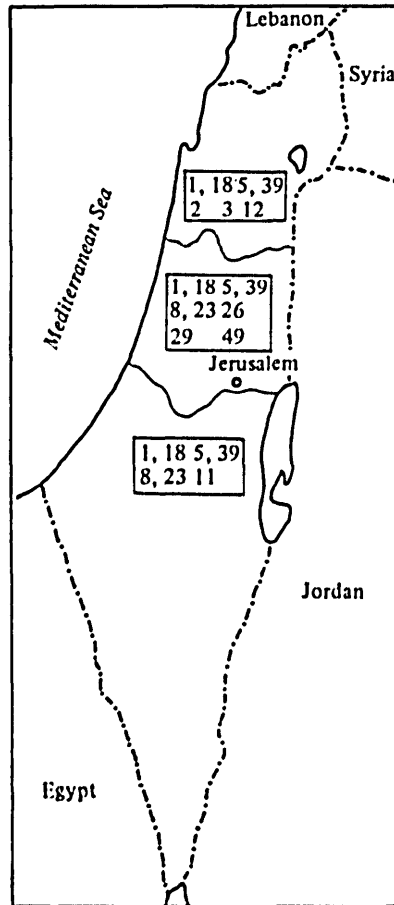 Lebanon
Syria
Mediterranean Sea
1, 18 5, 39
2 3 12
1, 18 5, 39
8, 23 26
29 49
Jerusalem
1, 18 5, 39
8, 23 11
Jordan
Egypt